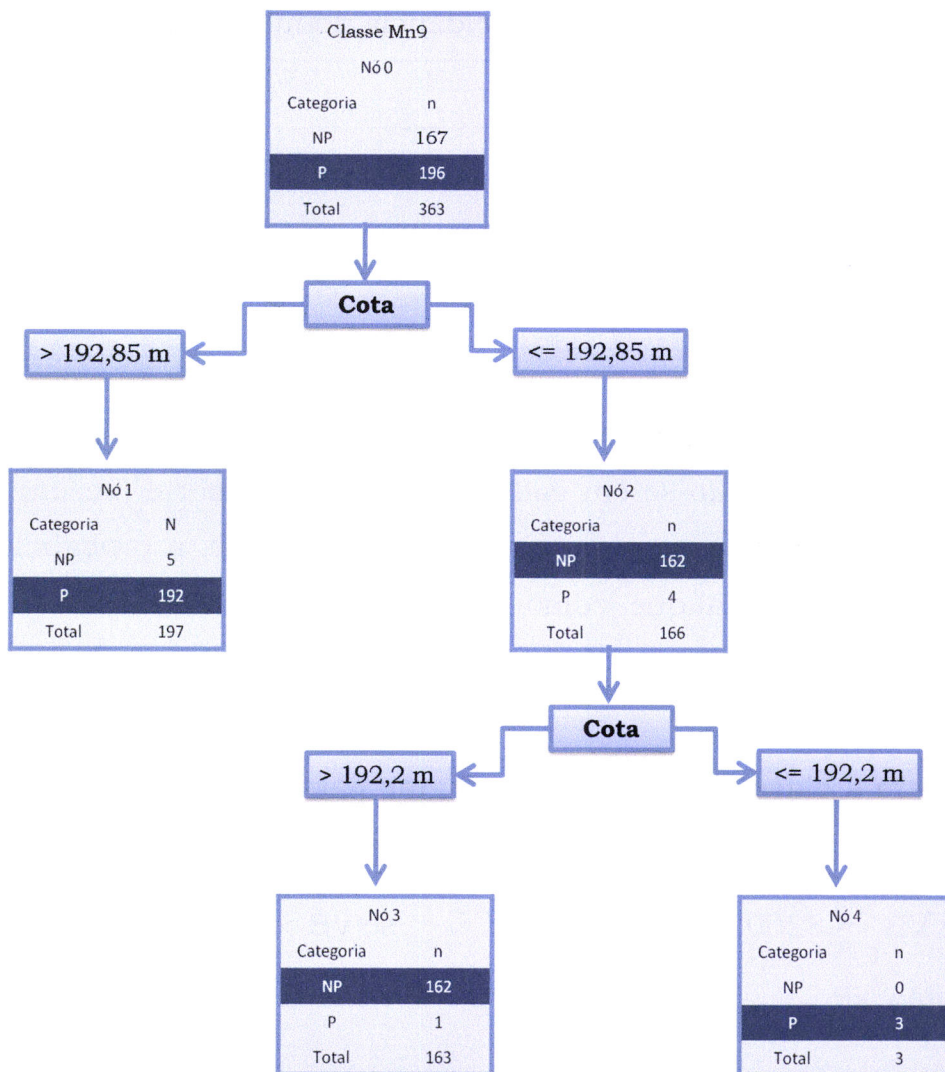 Classe Mn9
Nó 0
Categoria n
NP 167
P 196
Total 363
Cota
> 192,85 m
<= 192,85 m
Nó 1
Categoria N
NP 5
P 192
Total 197
Nó 2
Categoria n
NP 162
P 4
Total 166
Cota
> 192,2 m
<= 192,2 m
Nó 3
Categoria n
NP 162
P 1
Total 163
Nó 4
Categoria n
NP 0
P 3
Total 3